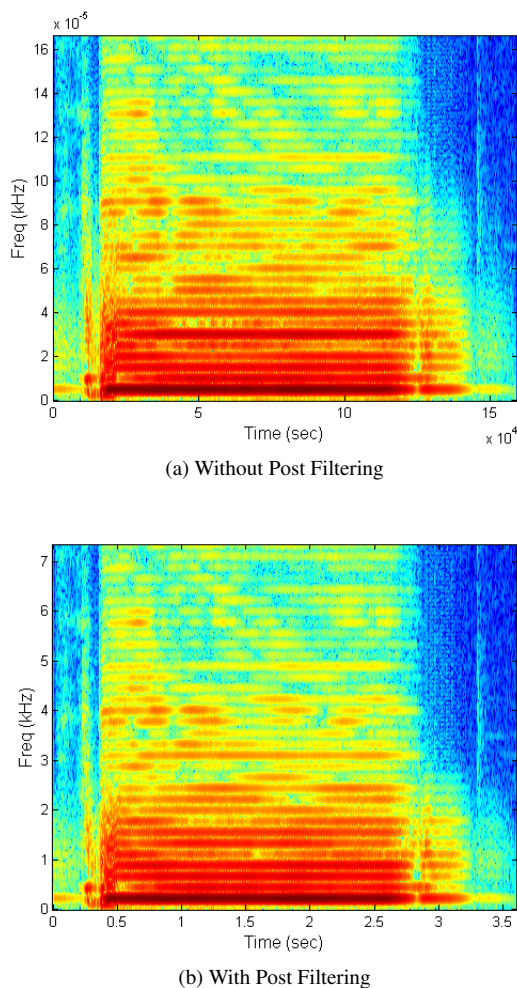 x 10⁻⁵
16
14
12
10
8
6
4
2
0
Freq (kHz)
0 5 10 15
Time (sec)
x 10⁴
(a) Without Post Filtering
7
6
5
4
3
2
1
0
Freq (kHz)
0 0.5 1 1.5 2 2.5 3 3.5
Time (sec)
(b) With Post Filtering